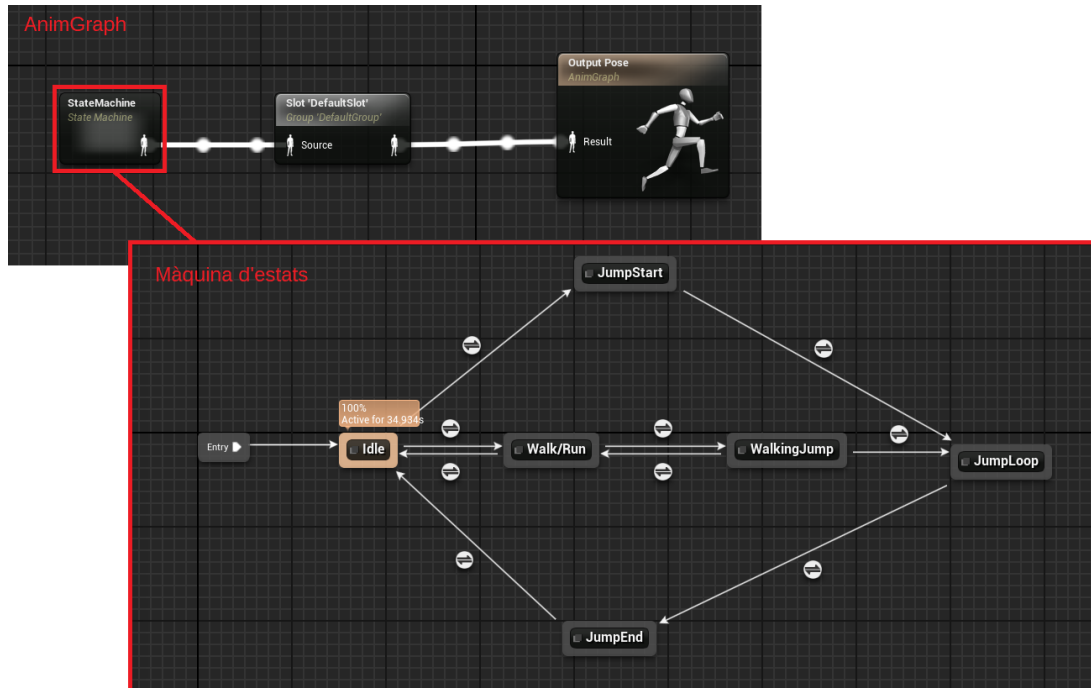 AnimGraph
StateMachine
State Machine
Slot 'DefaultSlot'
Group 'DefaultGroup'
Source
Output Pose
AnimGraph
Result
Màquina d'estats
JumpStart
100%
Active for 34.934s
Entry
Idle
Walk/Run
WalkingJump
JumpLoop
JumpEnd